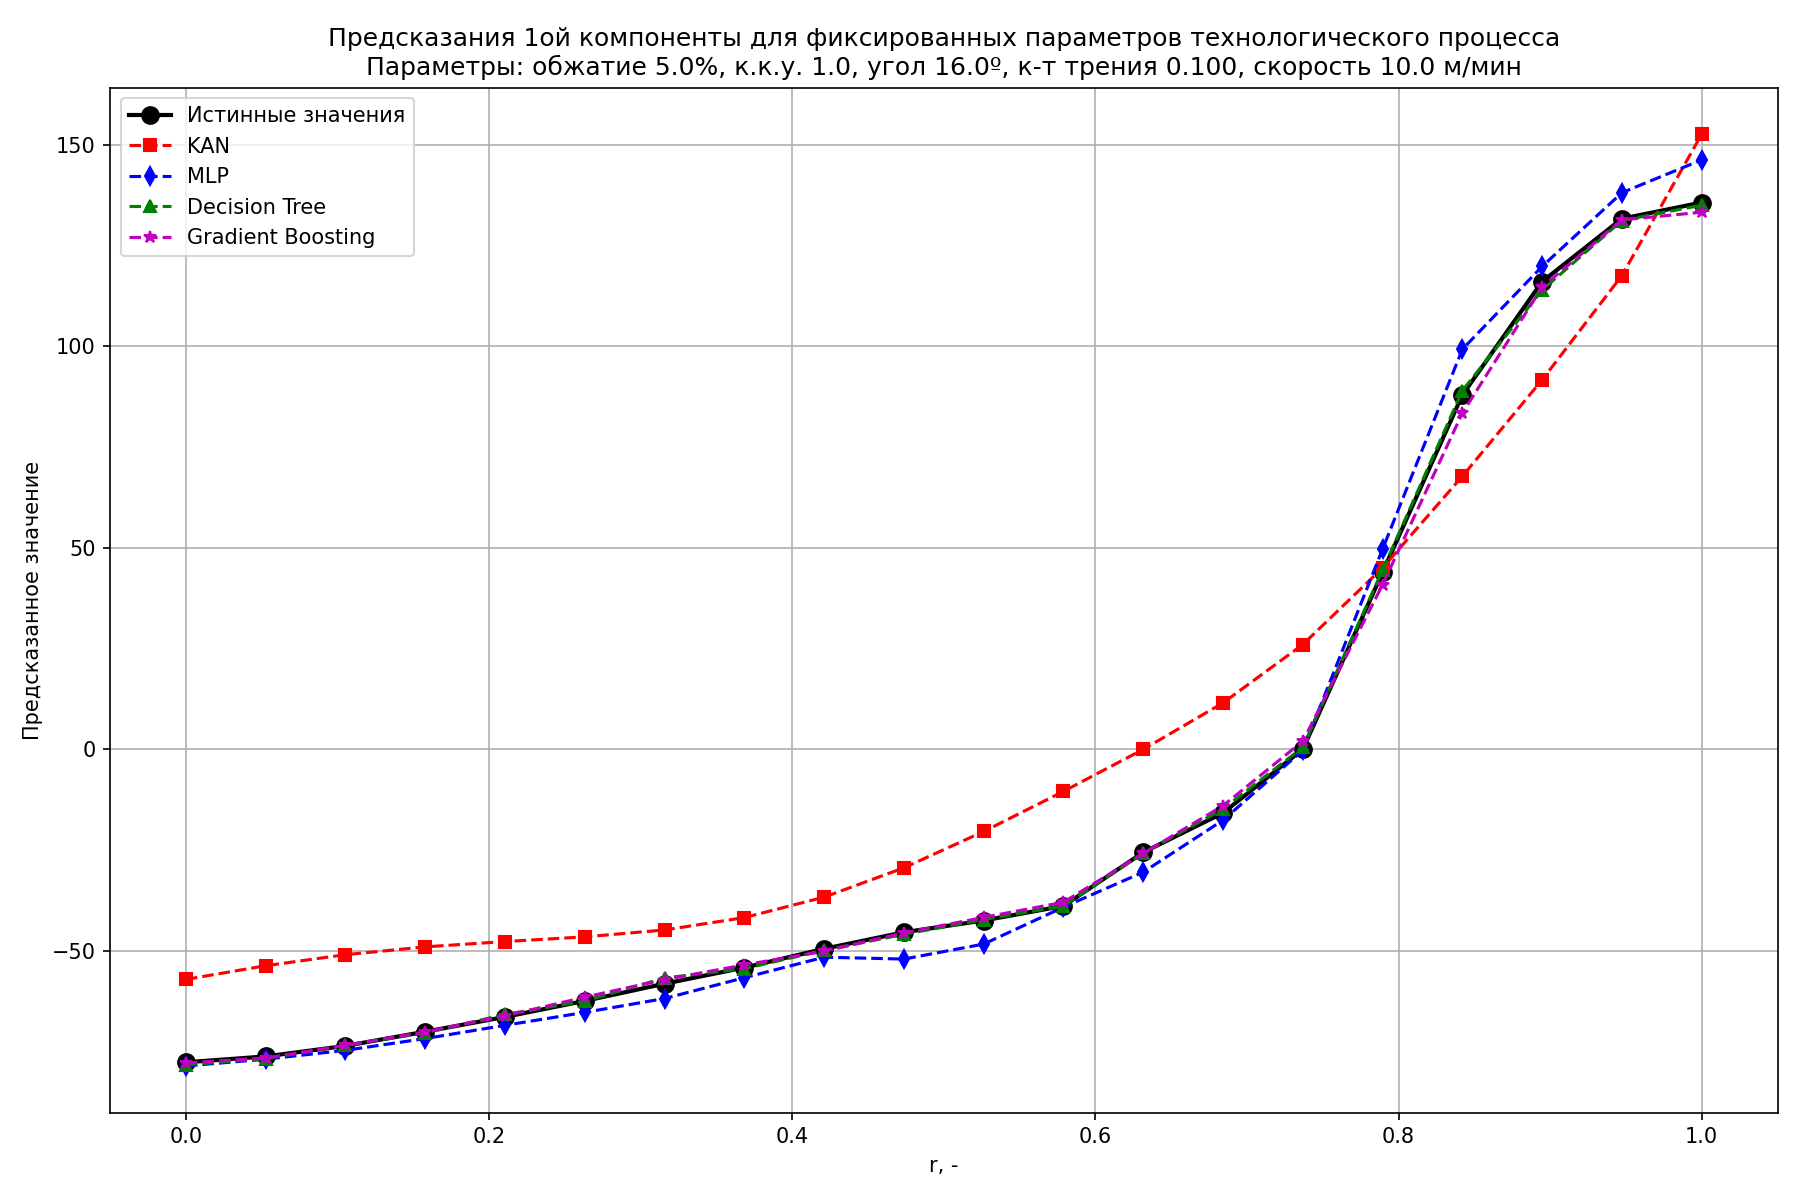 Предсказания 1ой компоненты для фиксированных параметров технологического процесса
Параметры: обжатие 5.0%, к.к.у. 1.0, угол 16.0º, к-т трения 0.100, скорость 10.0 м/мин
Истинные значения
KAN
MLP
Decision Tree
Gradient Boosting
Предсказанное значение
150
100
50
0
−50
0.0
0.2
0.4
0.6
0.8
1.0
r, -